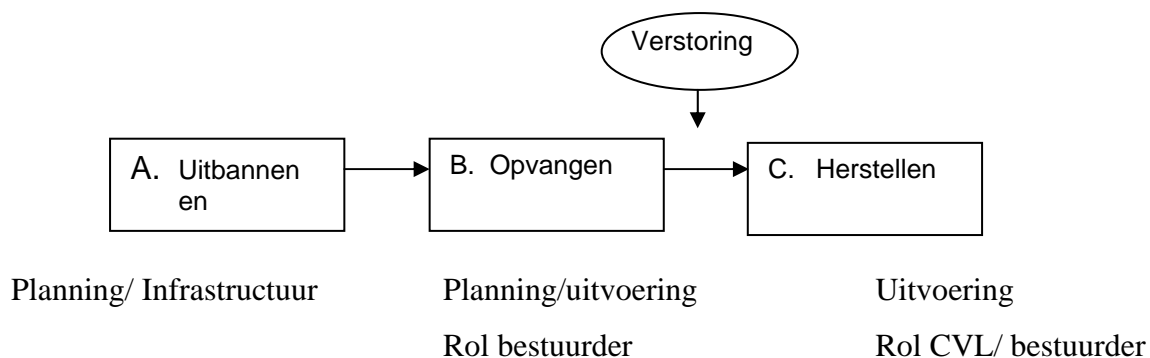 Verstoring
A. Uitbannen
en
B. Opvangen
C. Herstellen
Planning/ Infrastructuur
Planning/uitvoering
Uitvoering
Rol bestuurder
Rol CVL/ bestuurder